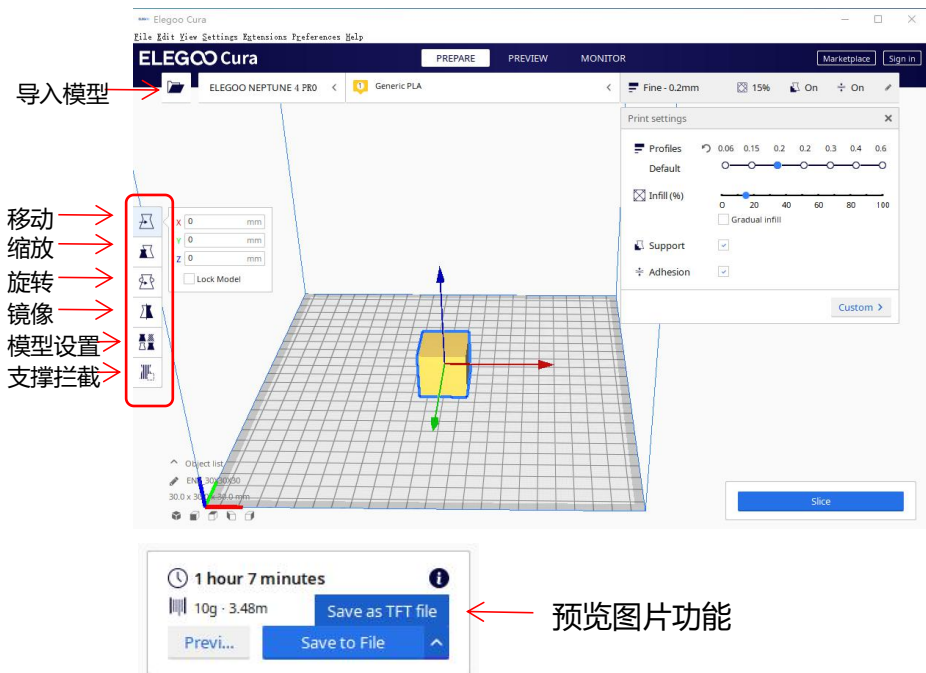 Elegoo Cura
File Edit View Settings Extensions Preferences Help
ELEGOO Cura
PREPARE
PREVIEW
MONITOR
Marketplace
Sign in
导入模型
ELEGOO NEPTUNE 4 PRO
Generic PLA
Fine - 0.2mm
15%
On
On
Print settings
Profiles
0.06 0.15 0.2 0.2 0.3 0.4 0.6
Default
Infill (%)
0 20 40 60 80 100
Gradual infill
Support
Adhesion
Custom
移动
缩放
旋转
镜像
模型设置
支撑拦截
X 0 mm
Y 0 mm
Z 0 mm
Lock Model
Object list
30.0 x 30.0 x 30.0 mm
Slice
1 hour 7 minutes
10g · 3.48m
Save as TFT file
Previ...
Save to File
预览图片功能